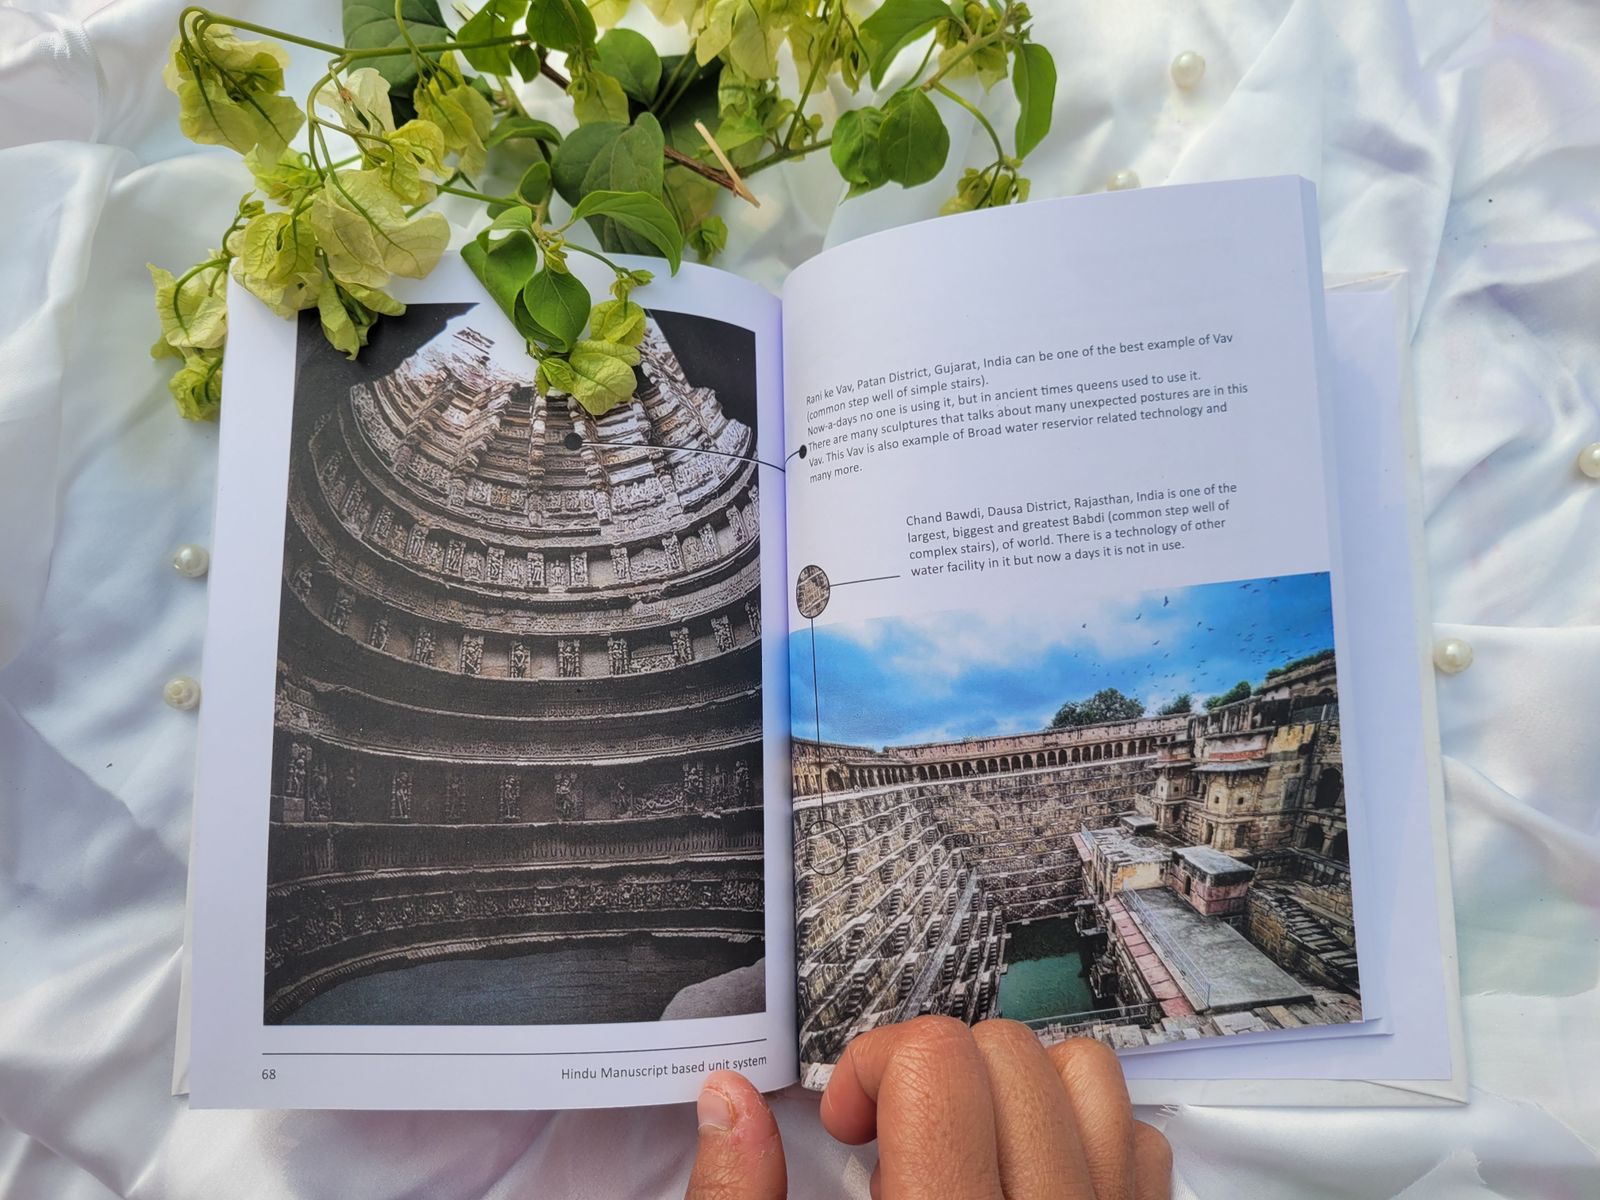 Rani ke Vav, Patan District, Gujarat, India can be one of the best example of Vav
(common step well of simple stairs).
Now-a-days no one is using it, but in ancient times queens used to use it.
There are many sculptures that talks about many unexpected postures are in this
Vav. This Vav is also example of Broad water reservior related technology and
many more.
Chand Bawdi, Dausa District, Rajasthan, India is one of the
largest, biggest and greatest Babdi (common step well of
complex stairs), of world. There is a technology of other
water facility in it but now a days it is not in use.
68
Hindu Manuscript based unit system